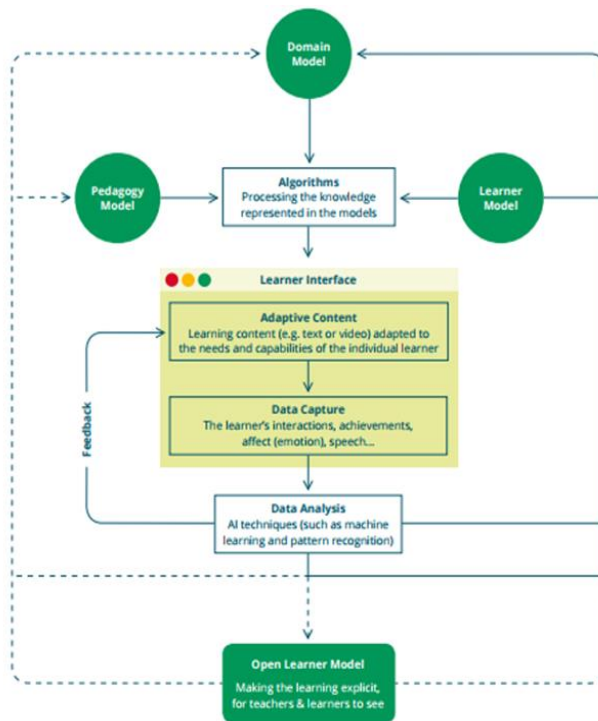 Domain
Model
Pedagogy
Model
Algorithms
Processing the knowledge
represented in the models
Learner
Model
Learner Interface
Adaptive Content
Learning content (e.g. text or video) adapted to
the needs and capabilities of the individual learner
Data Capture
The learner's interactions, achievements,
affect (emotion), speech...
Feedback
Data Analysis
AI techniques (such as machine
learning and pattern recognition)
Open Learner Model
Making the learning explicit,
for teachers & learners to see